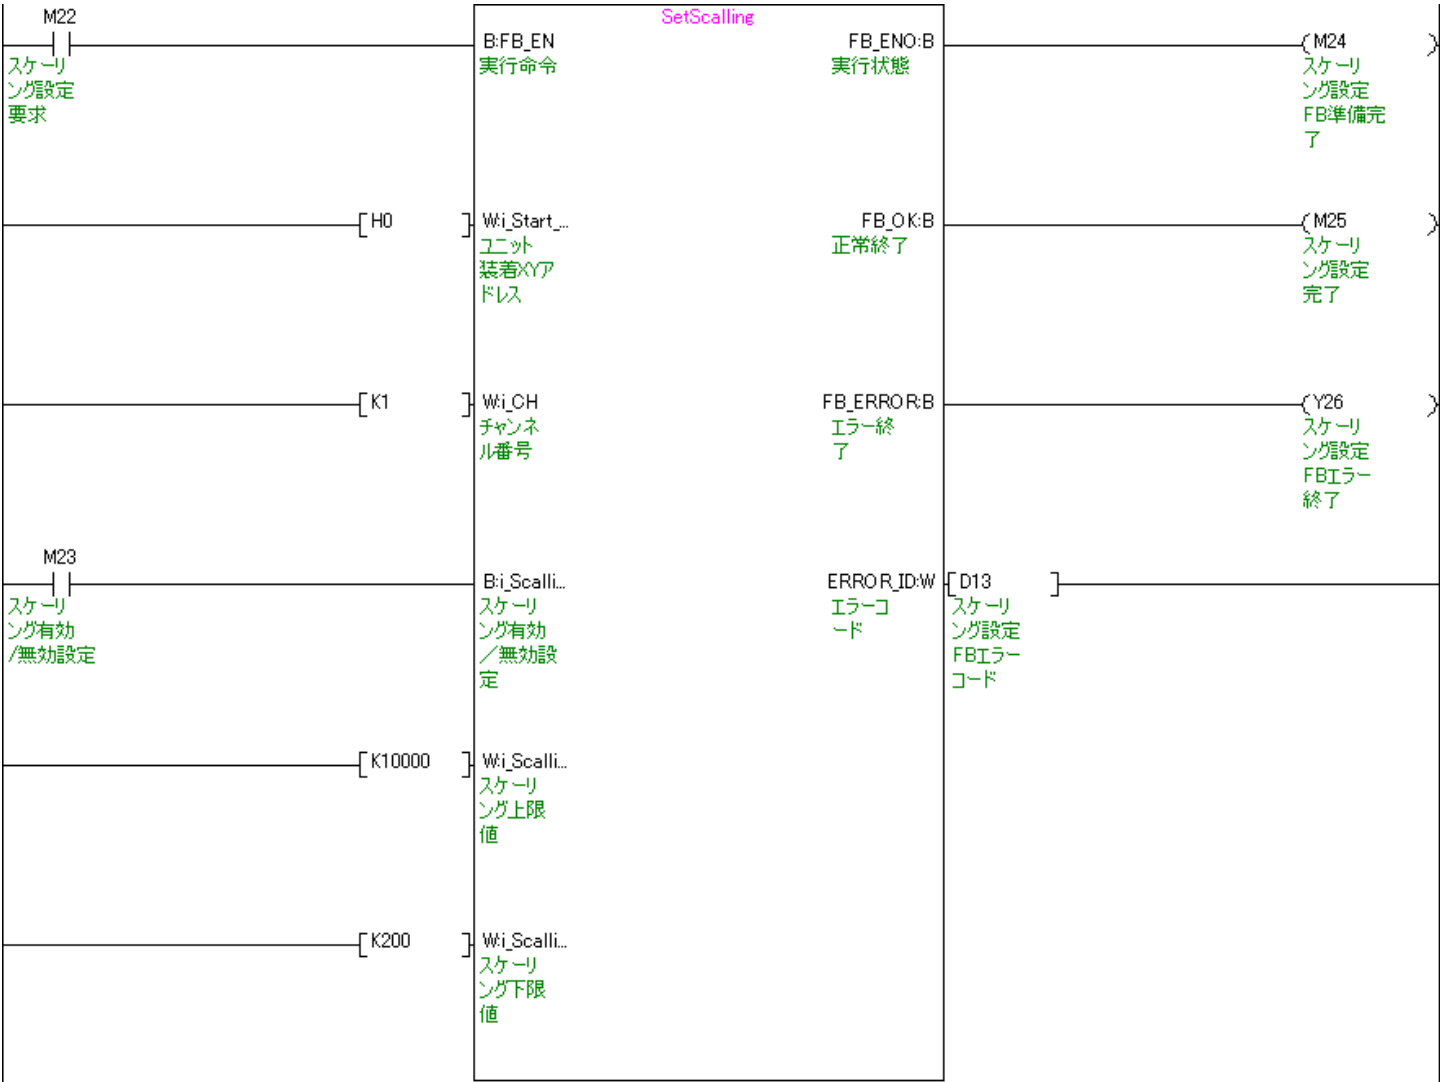 SetScalling
M22
B:FB_EN
FB_ENO:B
M24
スケーリ
ング設定
要求
実行命令
実行状態
スケーリ
ング設定
FB準備完
了
H0
W:i_Start_...
FB_OK:B
M25
ユニット
装着XYア
ドレス
正常終了
スケーリ
ング設定
完了
K1
W:i_CH
FB_ERROR:B
Y26
チャンネ
ル番号
エラー終
了
スケーリ
ング設定
FBエラー
終了
M23
B:i_Scalli...
ERROR_ID:W
D13
スケーリ
ング有効
/無効設定
スケーリ
ング有効
／無効設
定
エラーコ
ード
スケーリ
ング設定
FBエラー
コード
K10000
W:i_Scalli...
スケーリ
ング上限
値
K200
W:i_Scalli...
スケーリ
ング下限
値